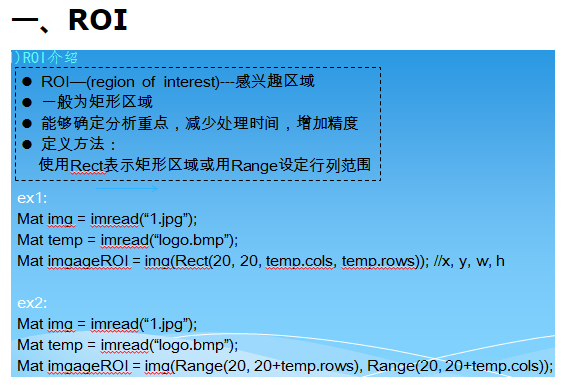 一、ROI
1)ROI介绍
● ROI—(region of interest)---感兴趣区域
● 一般为矩形区域
● 能够确定分析重点，减少处理时间，增加精度
● 定义方法：
使用Rect表示矩形区域或用Range设定行列范围
ex1:
Mat img = imread(“1.jpg”);
Mat temp = imread(“logo.bmp”);
Mat imgageROI = img(Rect(20, 20, temp.cols, temp.rows)); //x, y, w, h
ex2:
Mat img = imread(“1.jpg”);
Mat temp = imread(“logo.bmp”);
Mat imgageROI = img(Range(20, 20+temp.rows), Range(20, 20+temp.cols));